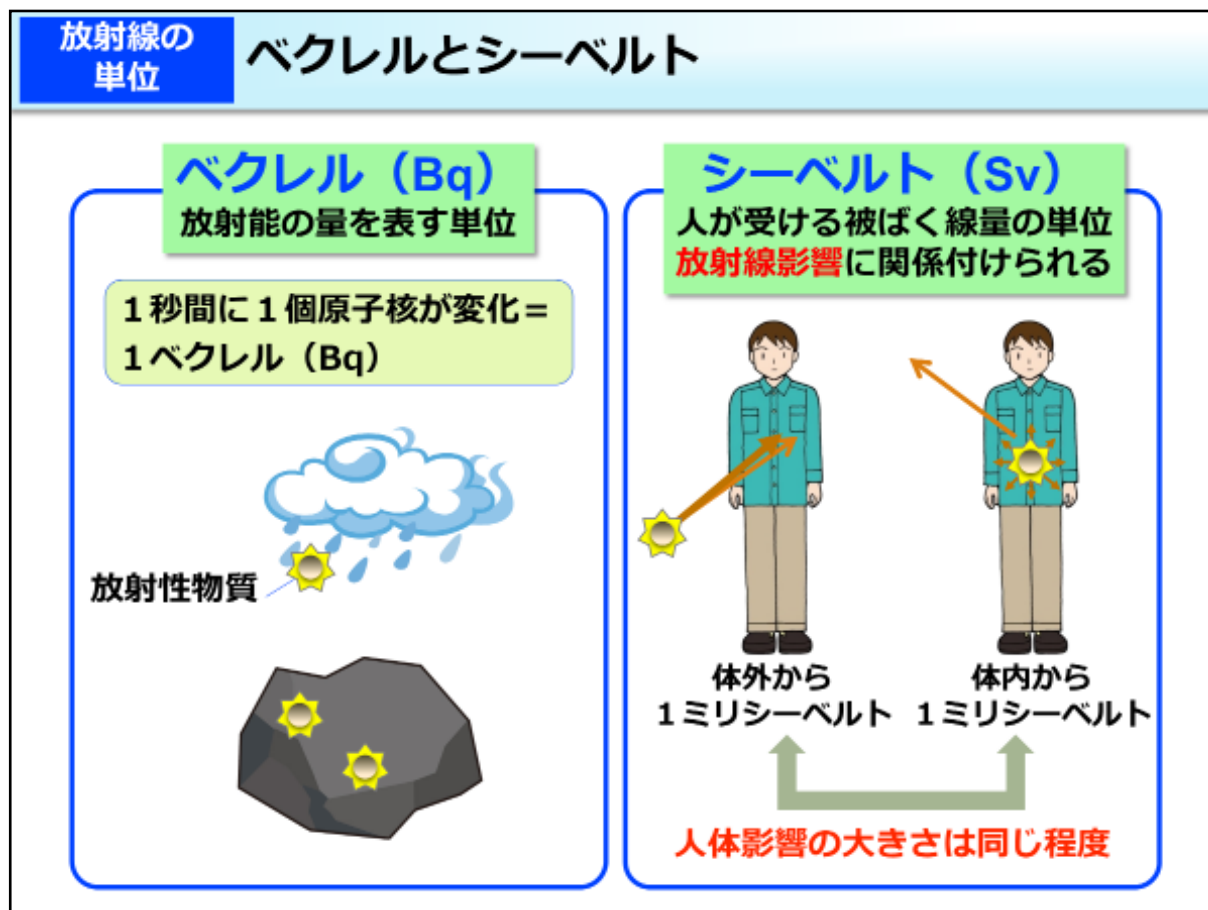 放射線の
単位
ベクレルとシーベルト
ベクレル（Bq）
放射能の量を表す単位
１秒間に１個原子核が変化＝
１ベクレル（Bq）
放射性物質
シーベルト（Sv）
人が受ける被ばく線量の単位
放射線影響に関係付けられる
体外から
１ミリシーベルト
体内から
１ミリシーベルト
人体影響の大きさは同じ程度